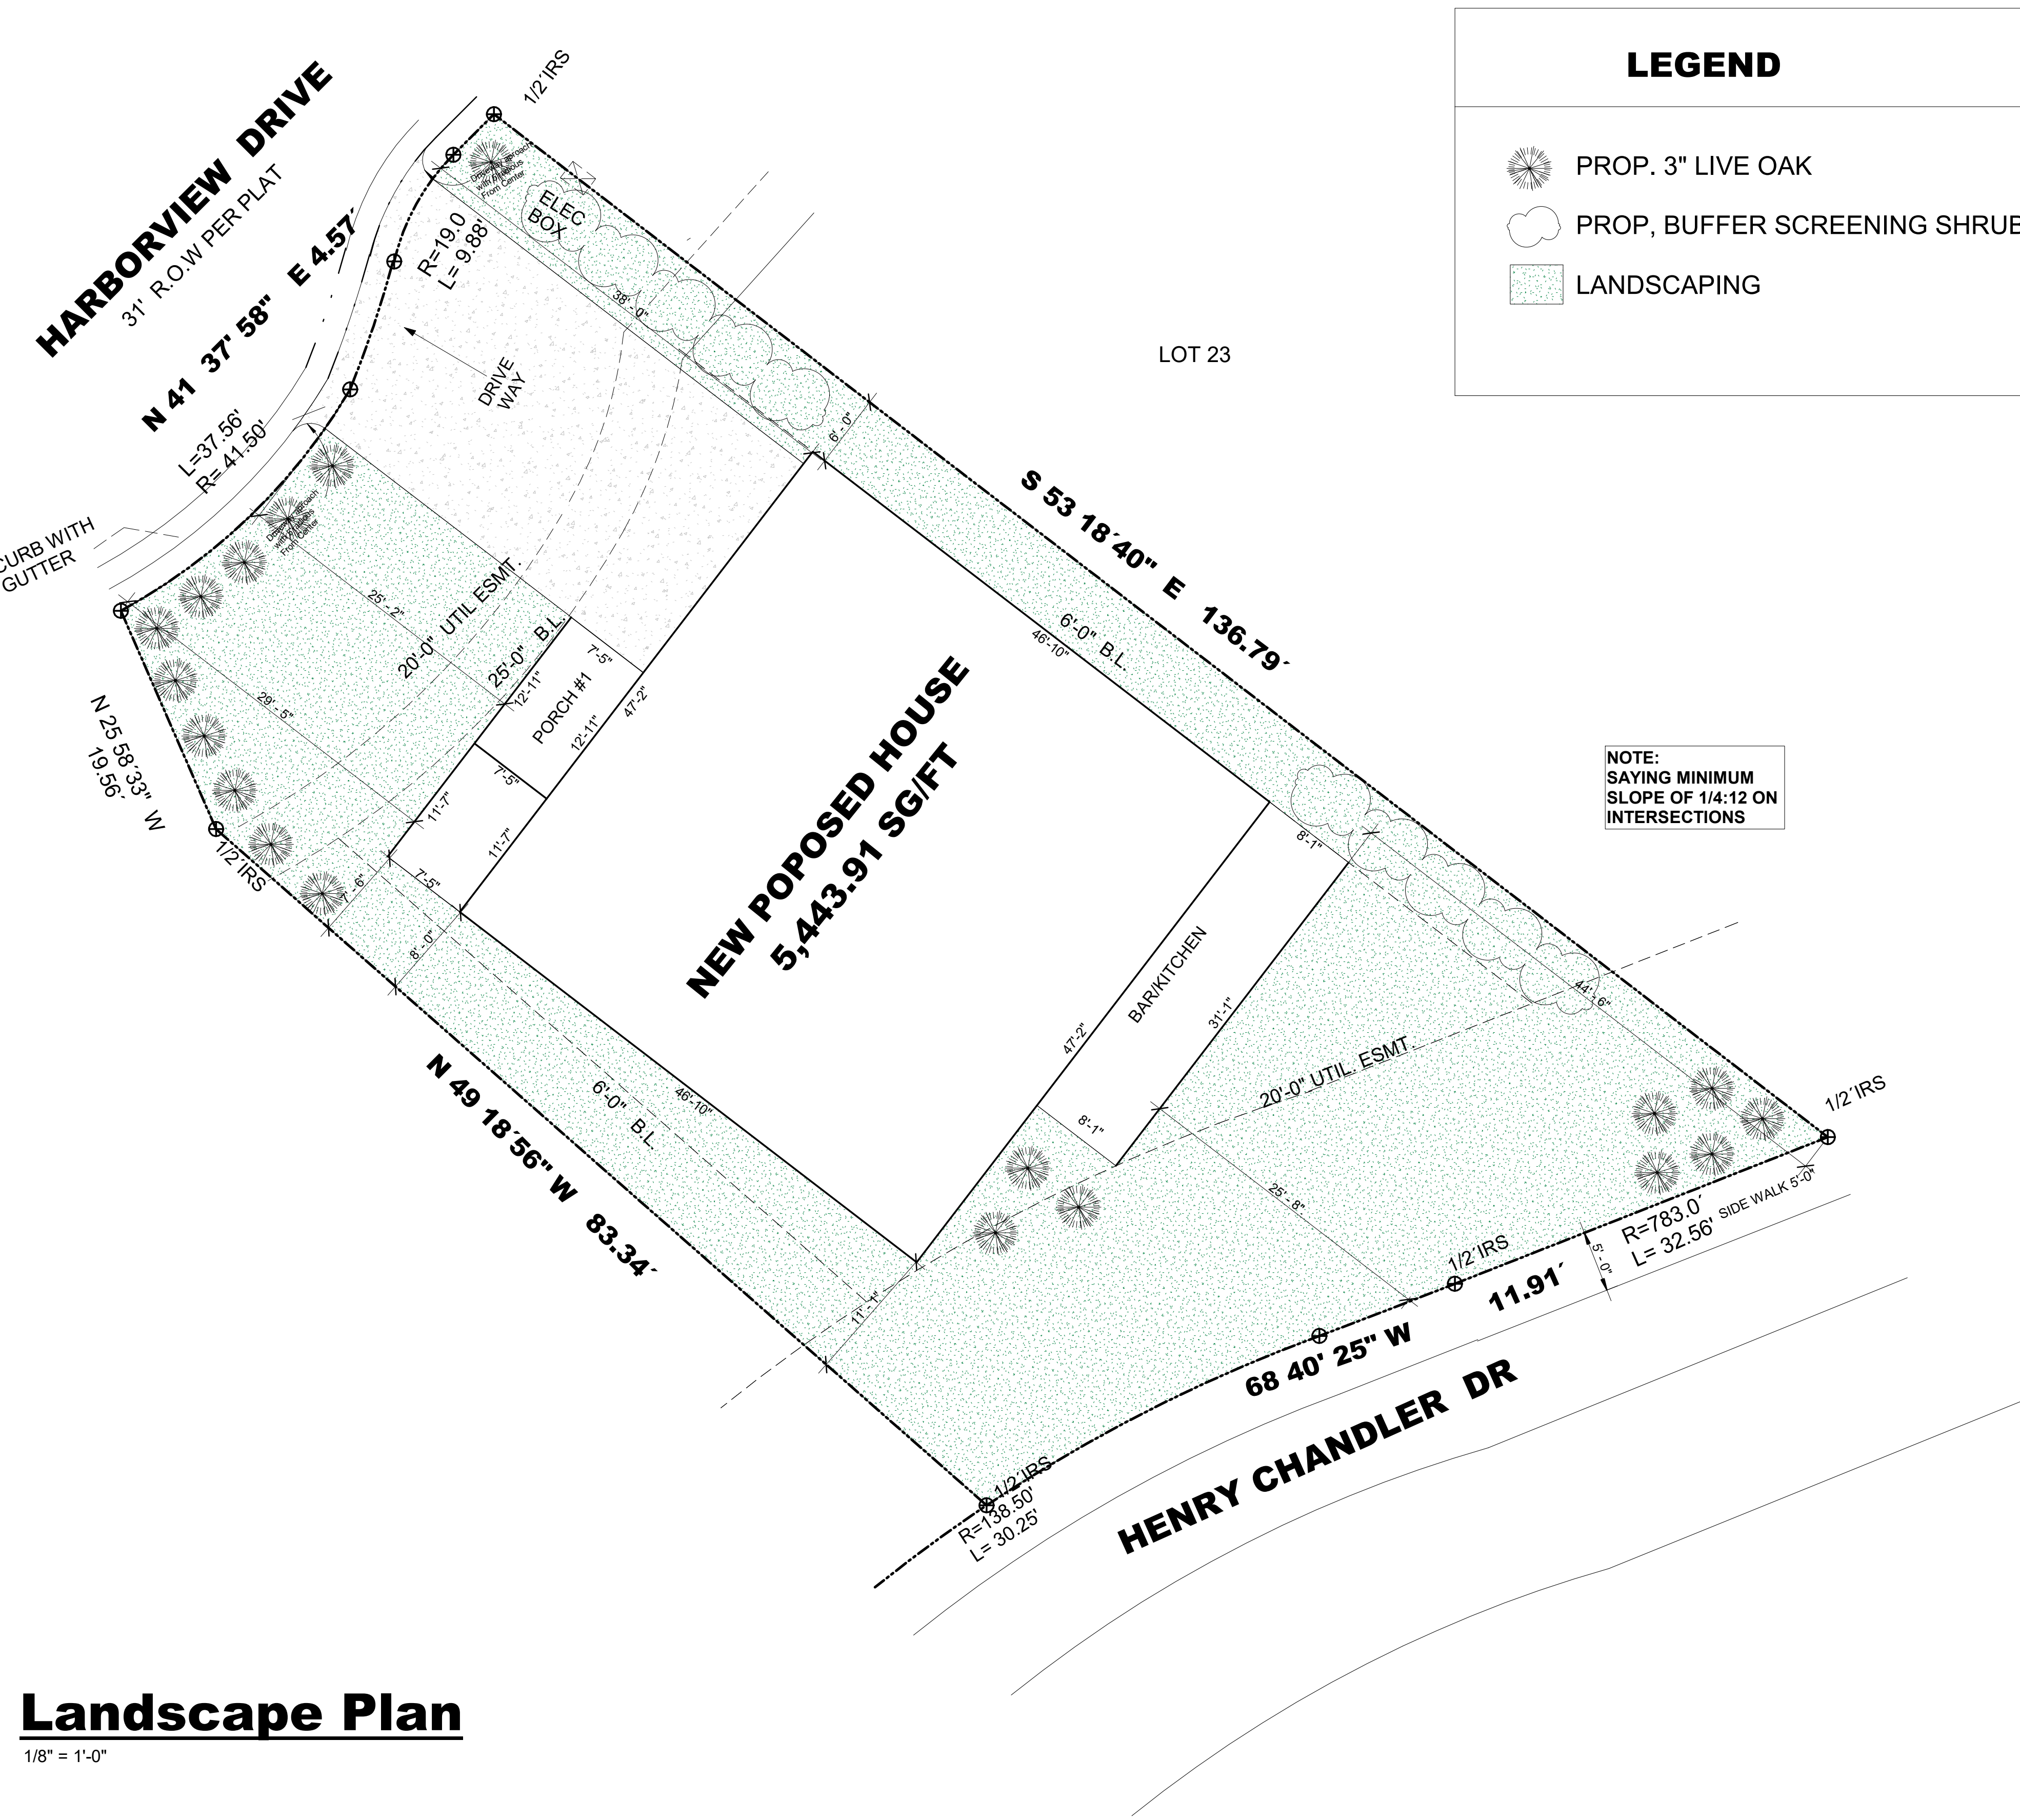 LEGEND
PROP. 3" LIVE OAK
PROP, BUFFER SCREENING SHRUB
LANDSCAPING
HARBORVIEW DRIVE
31' R.O.W PER PLAT
N 41 37' 58" E 4.57´
L=37.56'
R= 41.50'
CURB WITH
GUTTER
1/2´IRS
Driveway aproach
From Center
ELEC
BOX
R=19.0
L= 9.88'
38' - 0"
DRIVE
WAY
6' - 0"
LOT 23
S 53 18´40" E 136.79´
6'-0" B.L.
46'-10"
Driveway aproach
From Center
25' - 2"
20'-0" UTIL ESMT.
25'-0" B.L.
29' - 5"
12'-11"
PORCH #1
7'-5"
12'-11"
47'-2"
7'-5"
11'-7"
11'-7"
7'-5"
7' - 6"
8' - 0"
N 25 58´33" W
19.56´
1/2´IRS
NEW POPOSED HOUSE
5,443.91 SG/FT
NOTE:
SAYING MINIMUM
SLOPE OF 1/4:12 ON
INTERSECTIONS
8'-1"
BAR/KITCHEN
47'-2"
31'-1"
8'-1"
44' - 6"
20'-0" UTIL. ESMT.
25' - 8"
46'-10"
6'-0" B.L.
N 49 18´56" W 83.34´
11' - 1"
1/2´IRS
SIDE WALK 5'-0"
R=783.0´
L= 32.56'
5' - 0"
1/2´IRS
11.91´
68 40' 25" W
HENRY CHANDLER DR
1/2´IRS
R=138.50'
L= 30.25'
Landscape Plan
1/8" = 1'-0"